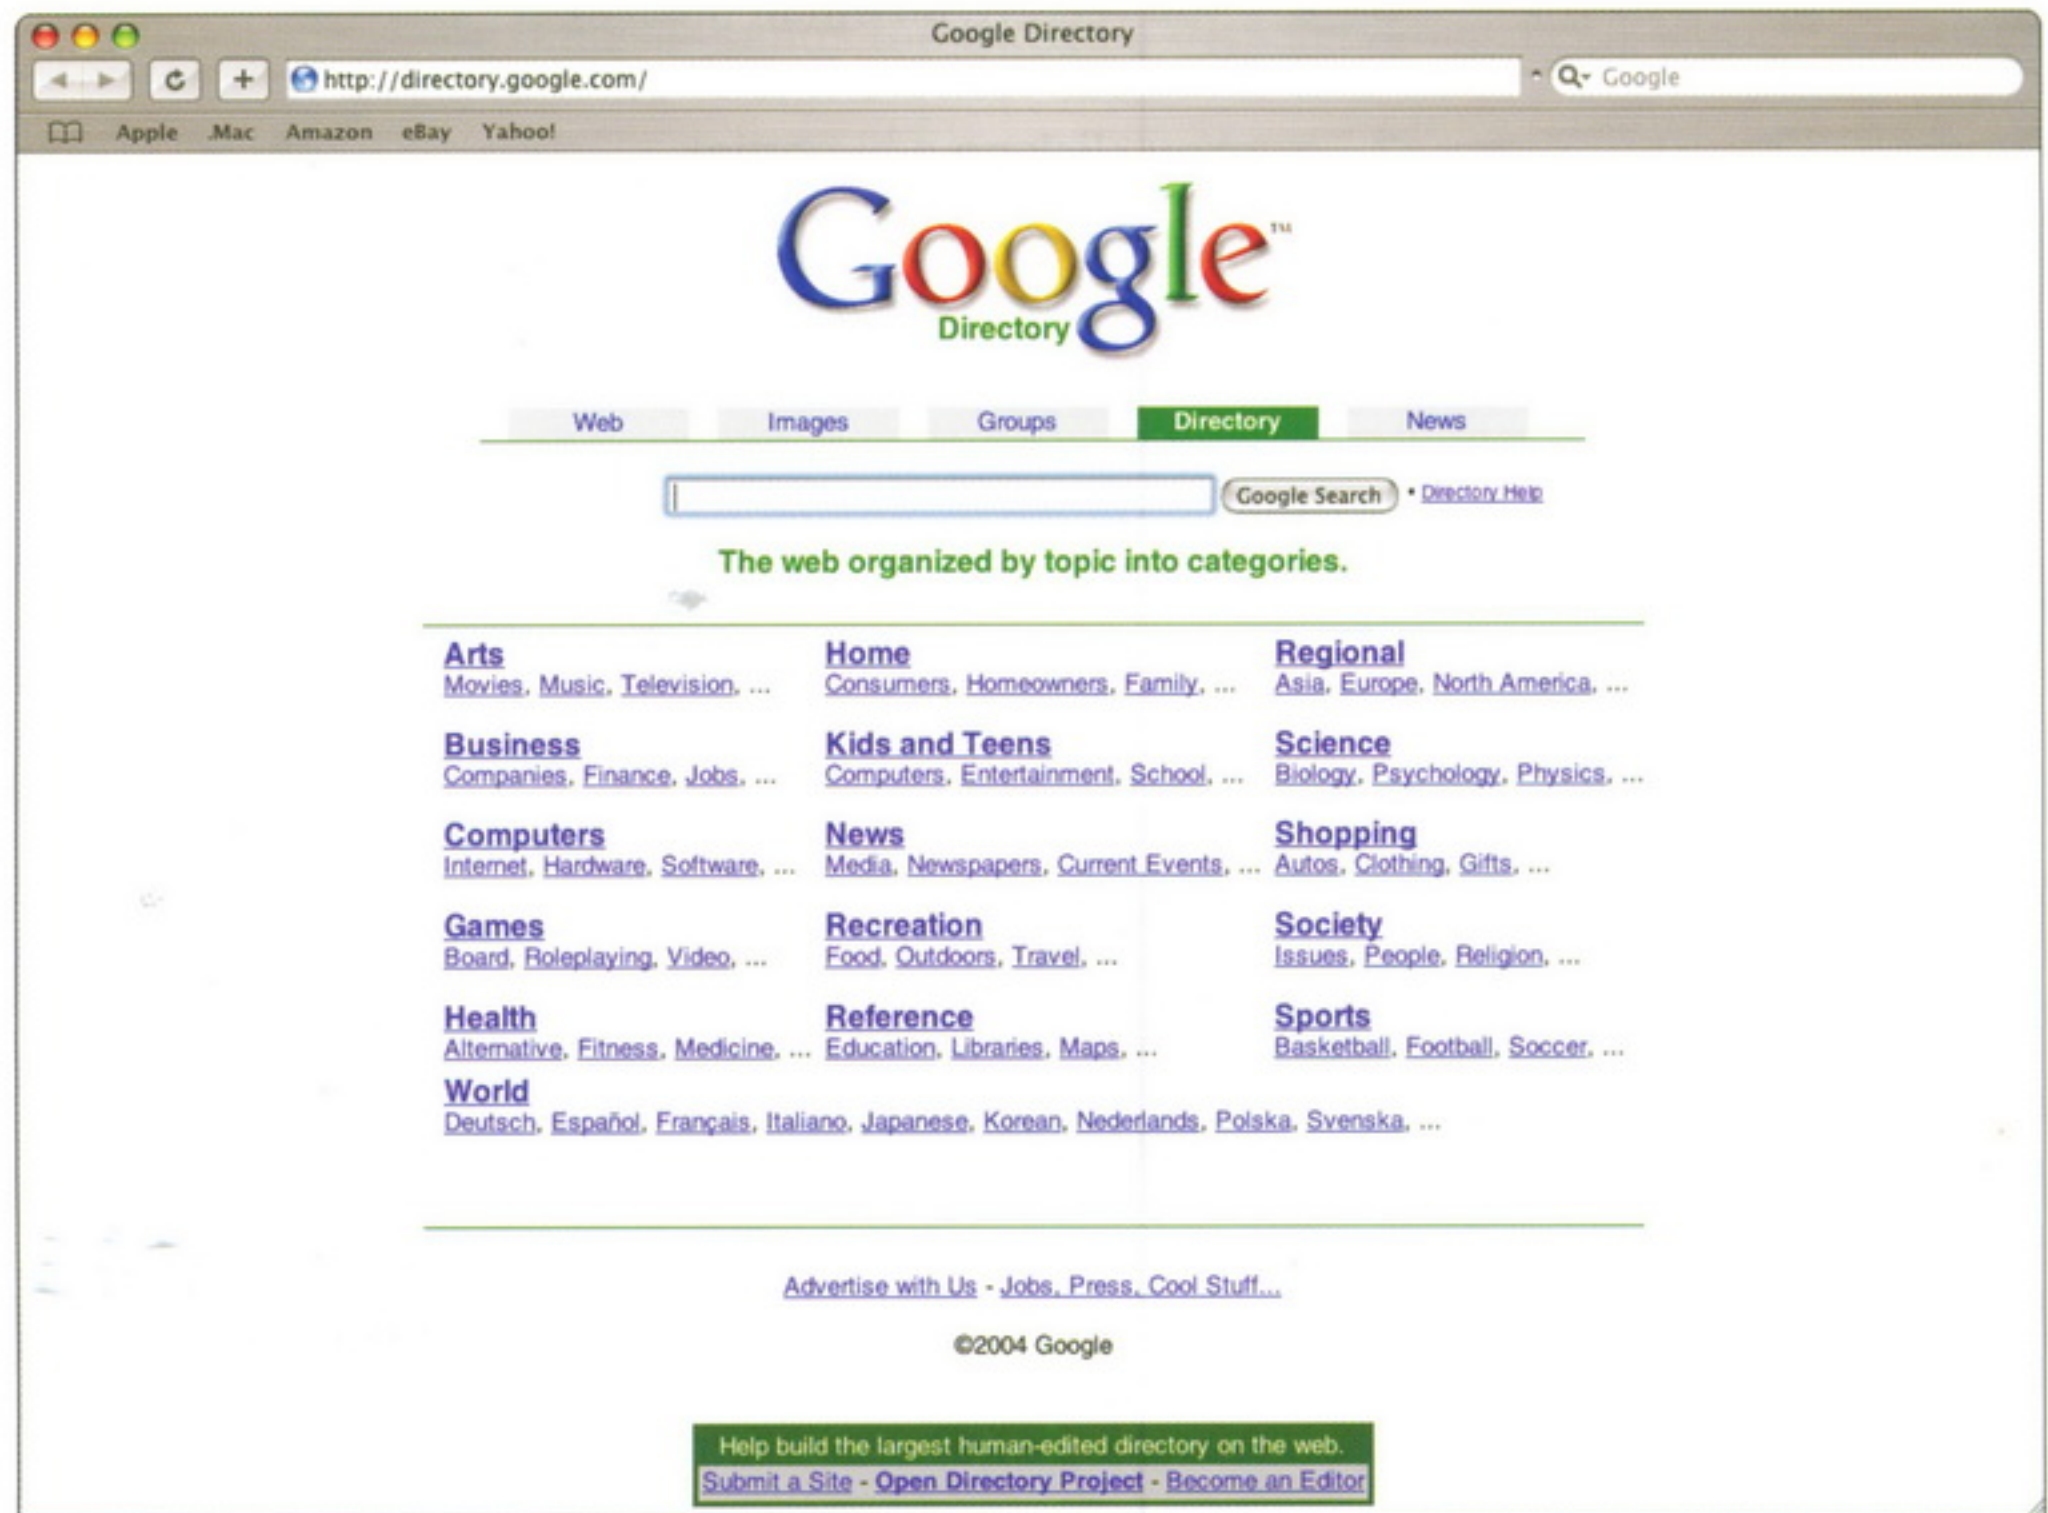 Google Directory
http://directory.google.com/
Google
Apple .Mac Amazon eBay Yahoo!
Google™
Directory
Web Images Groups Directory News
Google Search • Directory Help
The web organized by topic into categories.
Arts
Movies, Music, Television, ...
Home
Consumers, Homeowners, Family, ...
Regional
Asia, Europe, North America, ...
Business
Companies, Finance, Jobs, ...
Kids and Teens
Computers, Entertainment, School, ...
Science
Biology, Psychology, Physics, ...
Computers
Internet, Hardware, Software, ...
News
Media, Newspapers, Current Events, ...
Shopping
Autos, Clothing, Gifts, ...
Games
Board, Roleplaying, Video, ...
Recreation
Food, Outdoors, Travel, ...
Society
Issues, People, Religion, ...
Health
Alternative, Fitness, Medicine, ...
Reference
Education, Libraries, Maps, ...
Sports
Basketball, Football, Soccer, ...
World
Deutsch, Español, Français, Italiano, Japanese, Korean, Nederlands, Polska, Svenska, ...
Advertise with Us - Jobs, Press, Cool Stuff...
©2004 Google
Help build the largest human-edited directory on the web.
Submit a Site - Open Directory Project - Become an Editor